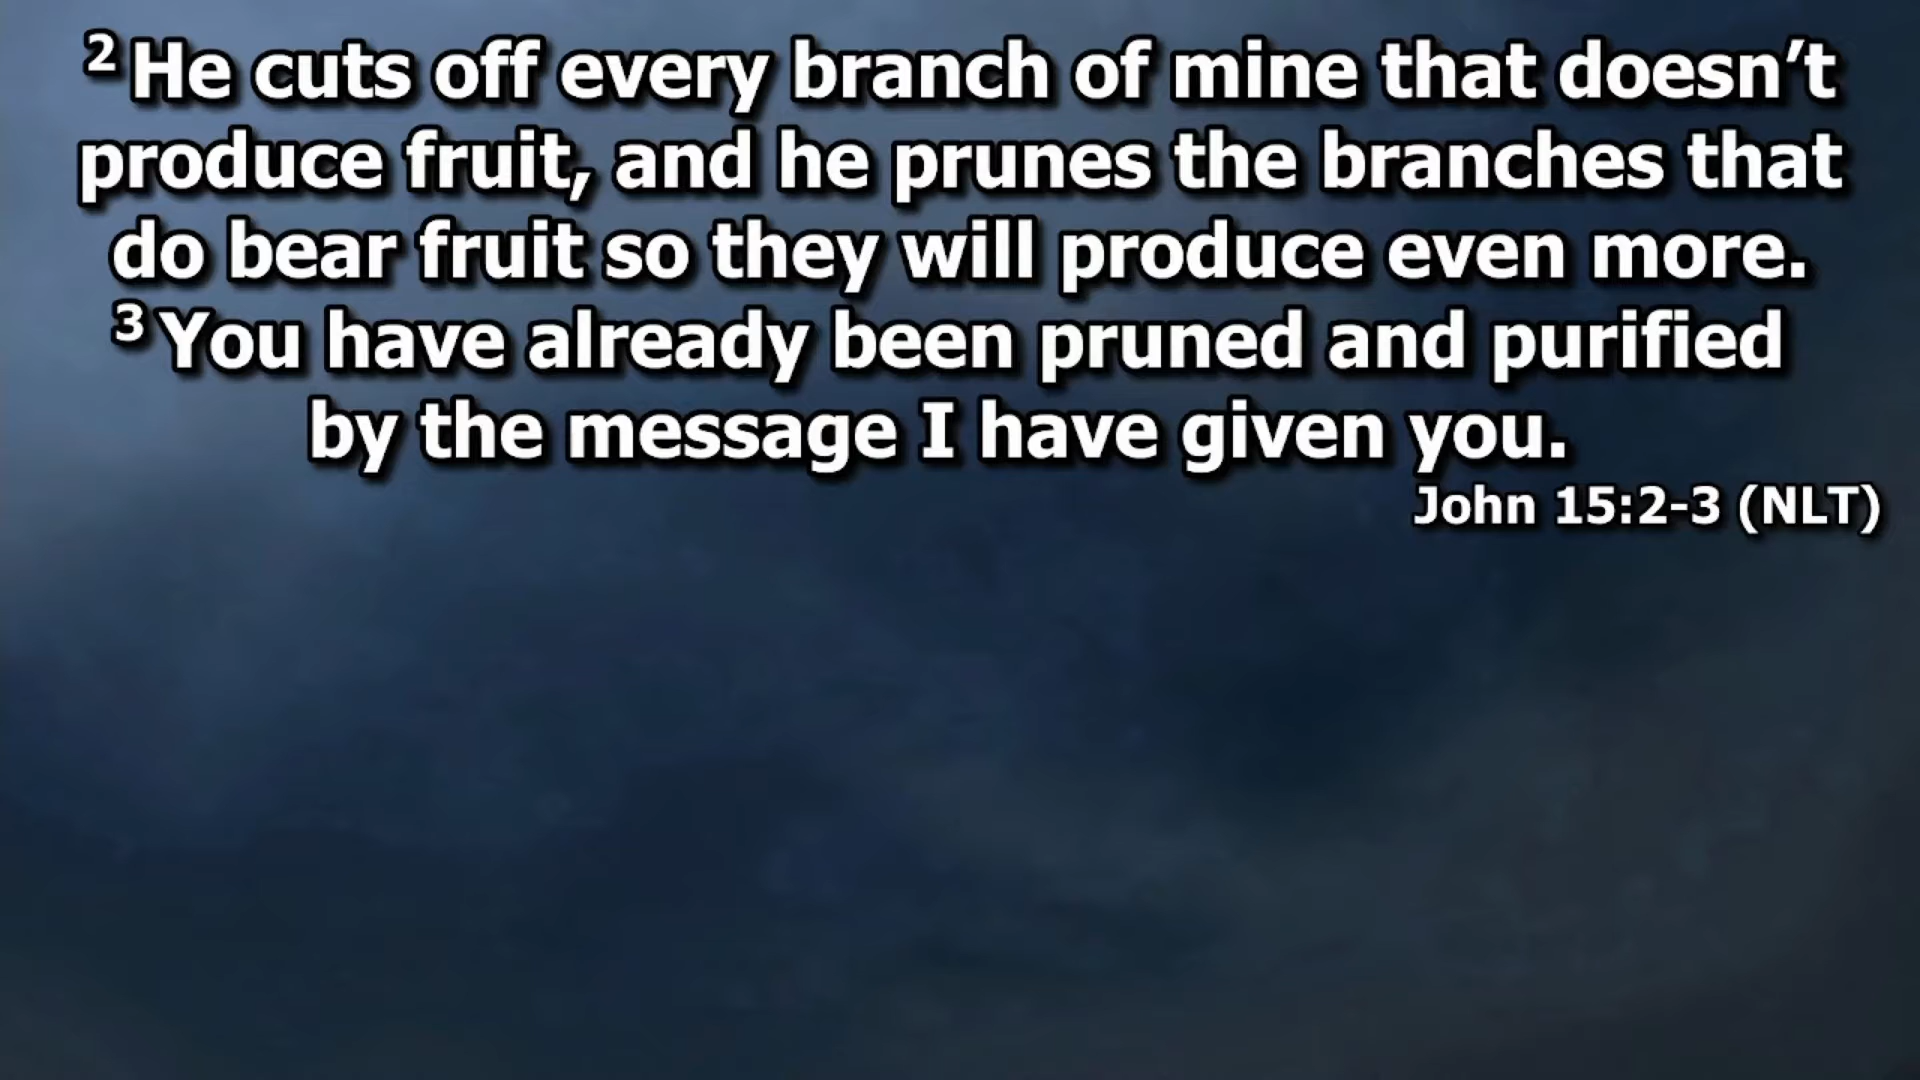 2 He cuts off every branch of mine that doesn’t
produce fruit, and he prunes the branches that
do bear fruit so they will produce even more.
3 You have already been pruned and purified
by the message I have given you.
John 15:2-3 (NLT)